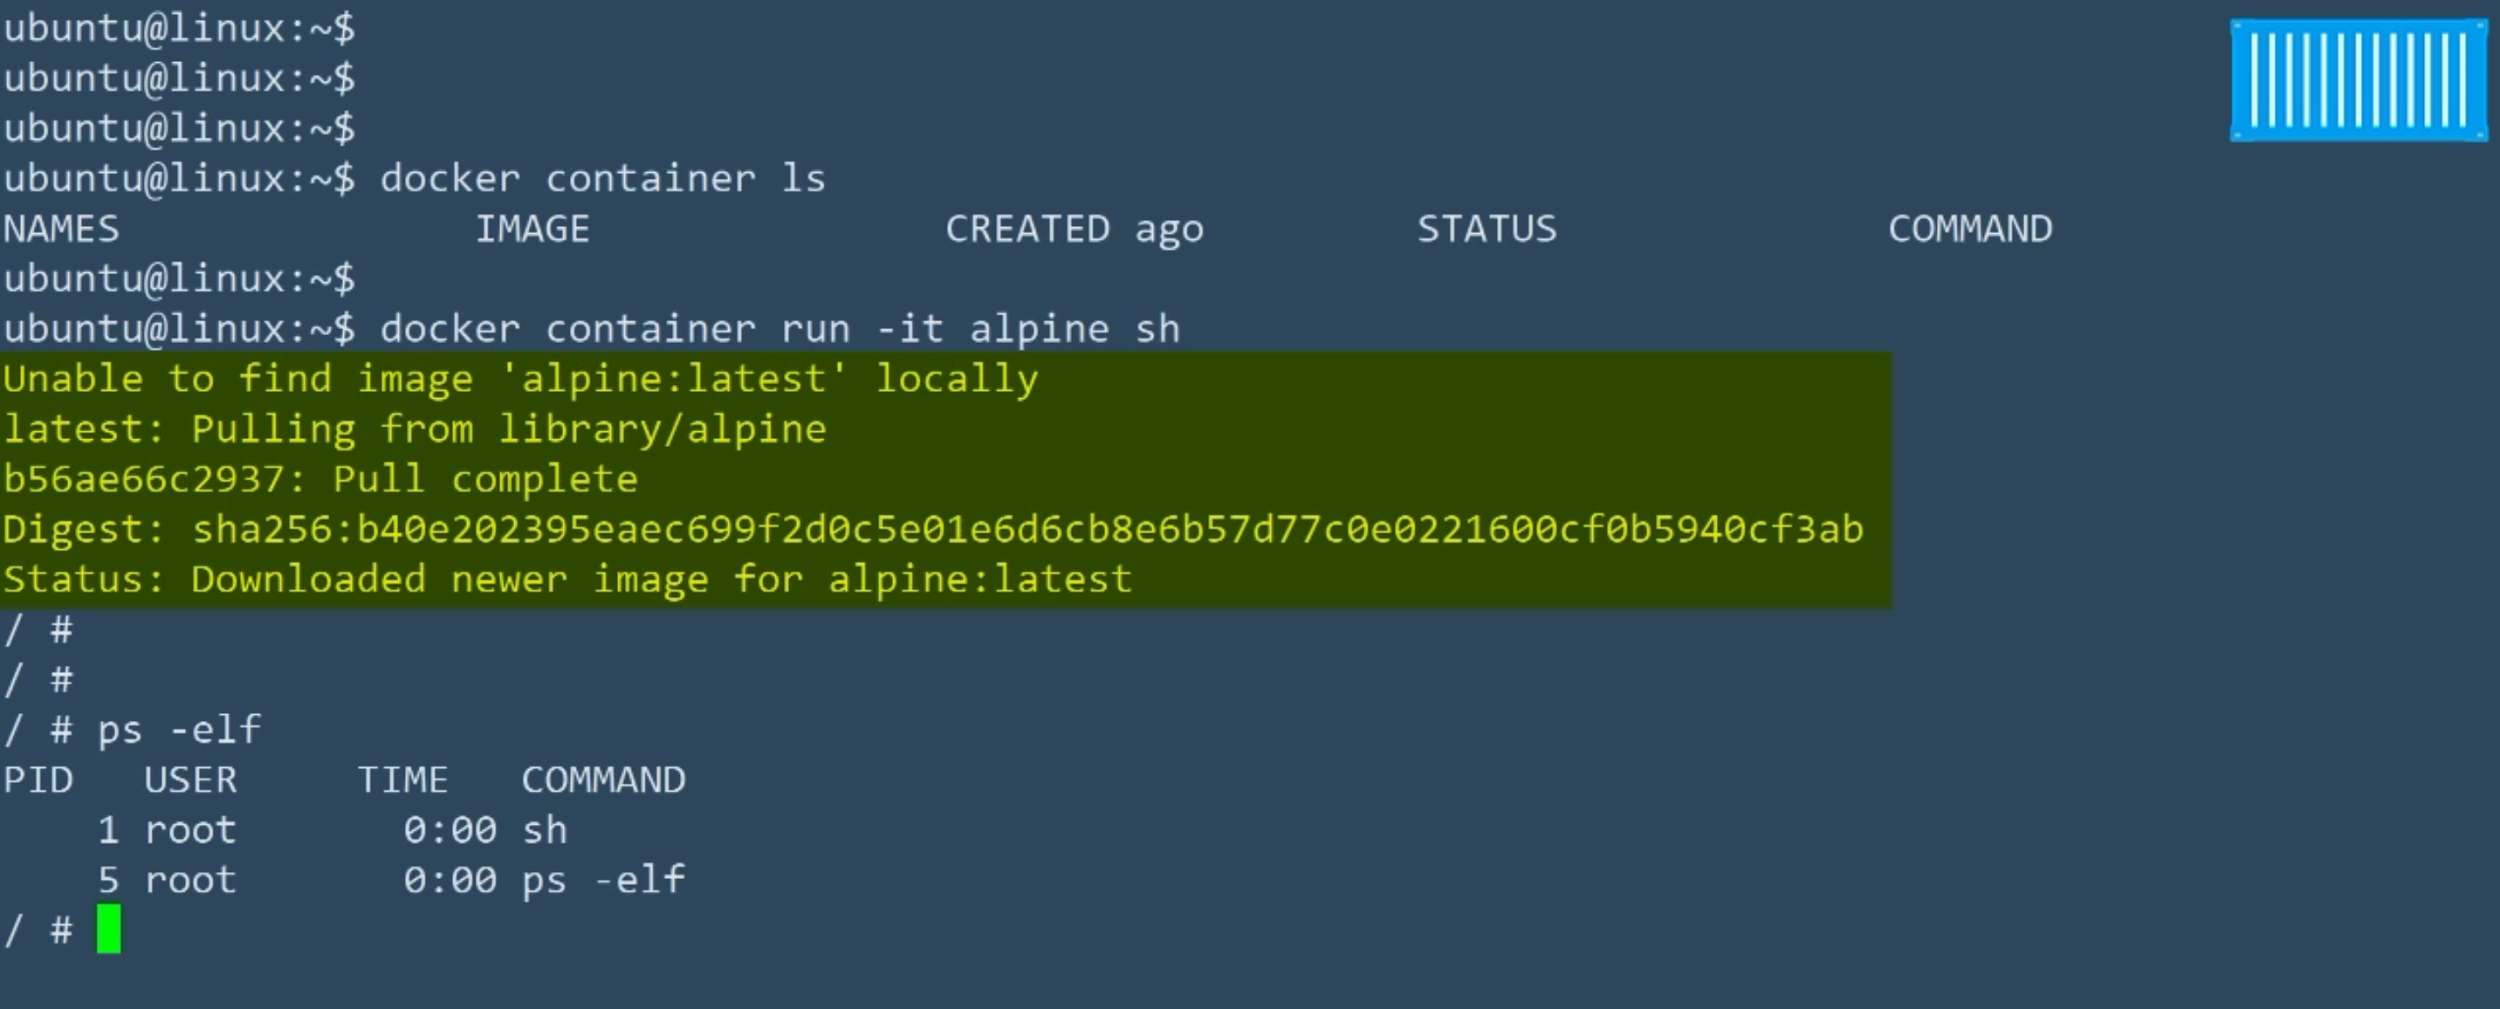 ubuntu@linux:~$
ubuntu@linux:~$
ubuntu@linux:~$
ubuntu@linux:~$ docker container ls
NAMES               IMAGE               CREATED ago         STATUS              COMMAND
ubuntu@linux:~$
ubuntu@linux:~$ docker container run -it alpine sh
Unable to find image 'alpine:latest' locally
latest: Pulling from library/alpine
b56ae66c2937: Pull complete
Digest: sha256:b40e202395eaec699f2d0c5e01e6d6cb8e6b57d77c0e0221600cf0b5940cf3ab
Status: Downloaded newer image for alpine:latest
/ #
/ #
/ # ps -elf
PID   USER     TIME   COMMAND
    1 root       0:00 sh
    5 root       0:00 ps -elf
/ #